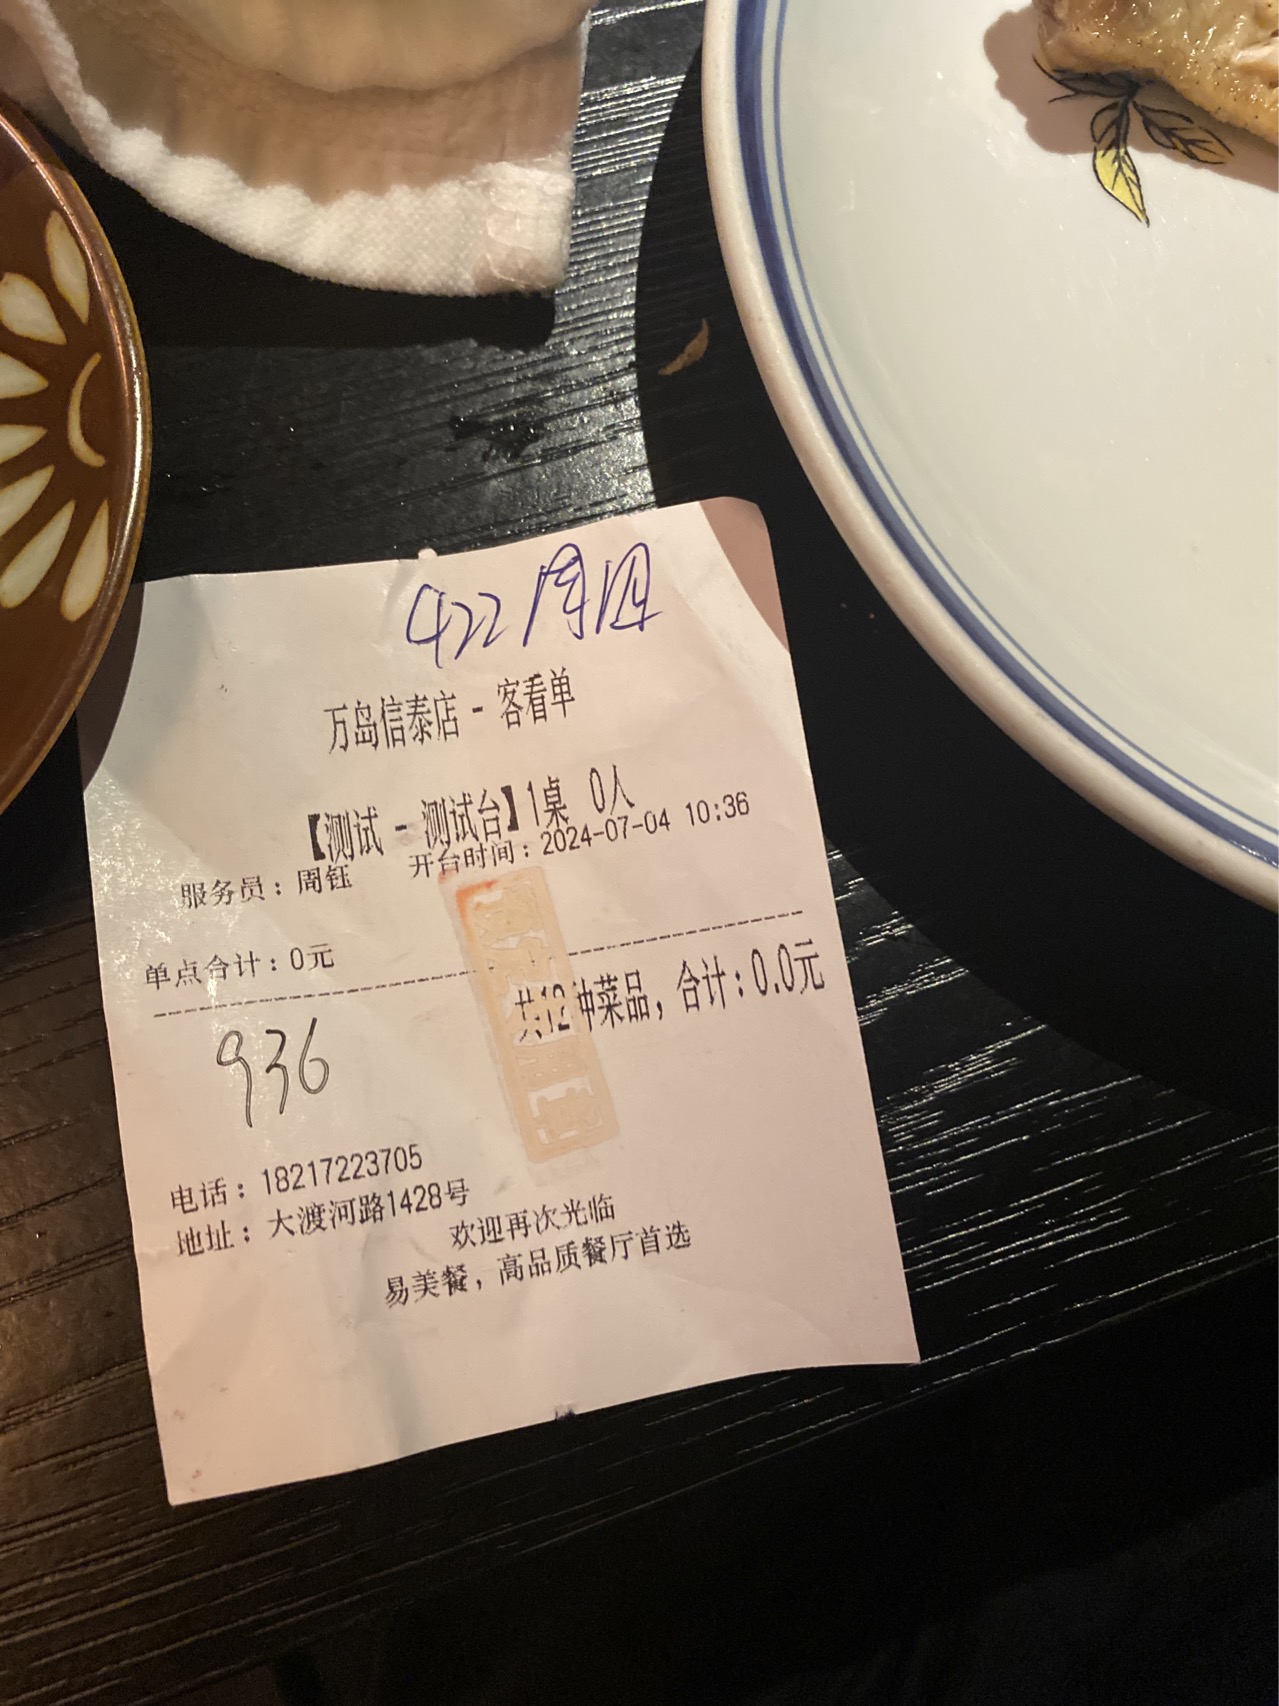 422周四
万岛信泰店 - 客看单
【测试 - 测试台】1桌 0人
服务员：周钰 开台时间：2024-07-04 10:36
单点合计：0元
共12种菜品，合计：0.0元
936
电话：18217223705
地址：大渡河路1428号
欢迎再次光临
易美餐，高品质餐厅首选